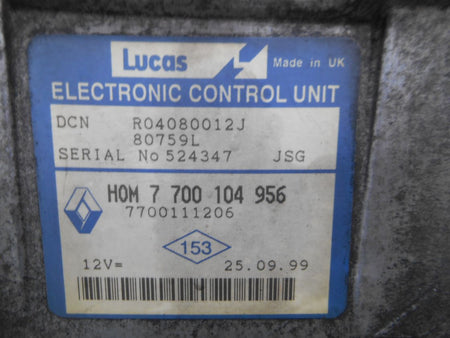 Lucas
Made in UK
ELECTRONIC CONTROL UNIT
DCN R04080012J
80759L
SERIAL No 524347 JSG
HOM 7 700 104 956
7700111206
153
12V= 25.09.99